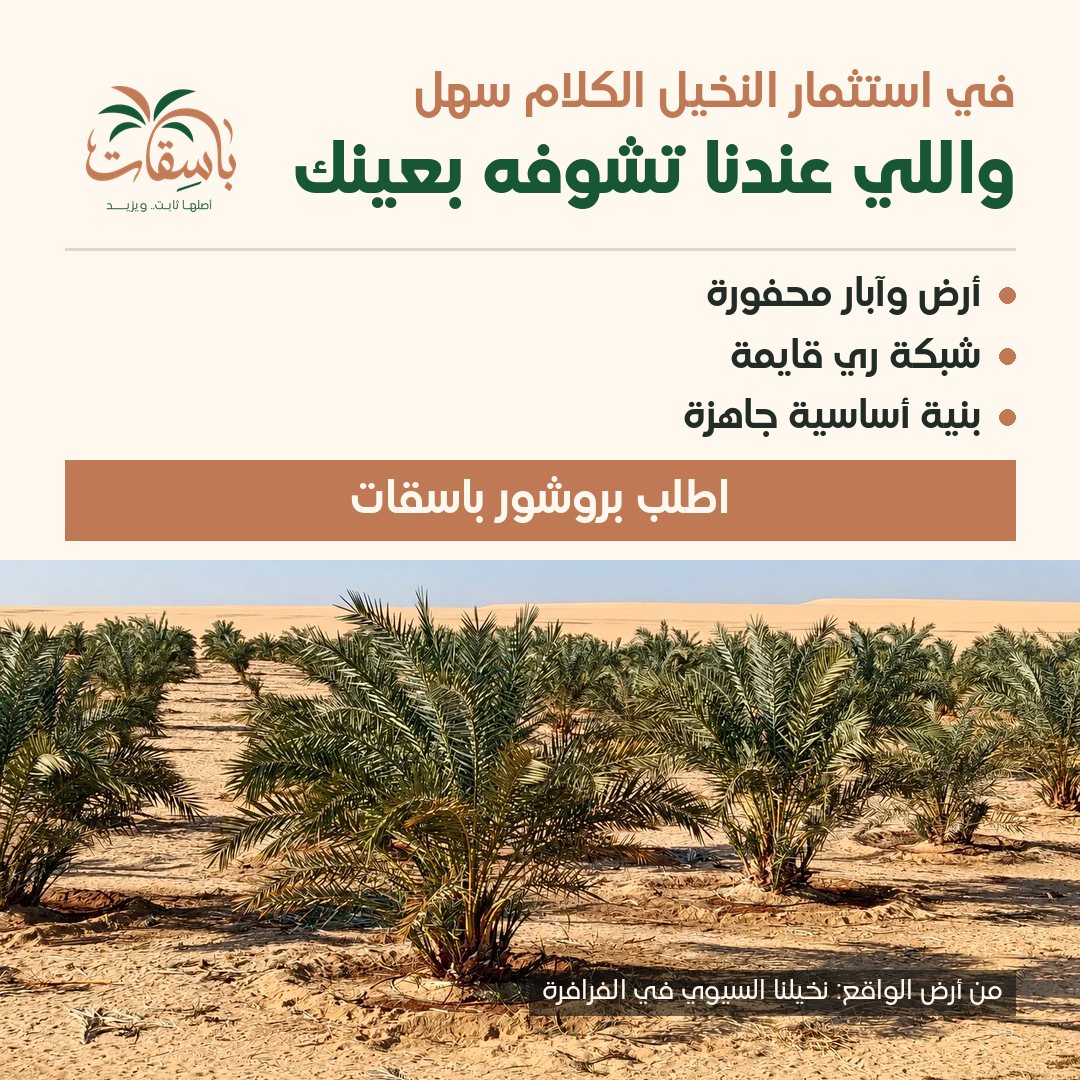 في استثمار النخيل الكلام سهل
واللي عندنا تشوفه بعينك
باسقات
أصلها ثابت.. ويزيد
أرض وآبار محفورة
شبكة ري قايمة
بنية أساسية جاهزة
اطلب بروشور باسقات
من أرض الواقع: نخيلنا السيوي في الفرافرة